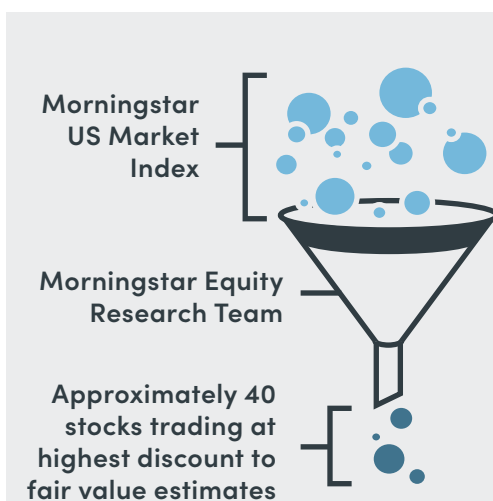 Morningstar
US Market
Index
Morningstar Equity
Research Team
Approximately 40
stocks trading at
highest discount to
fair value estimates